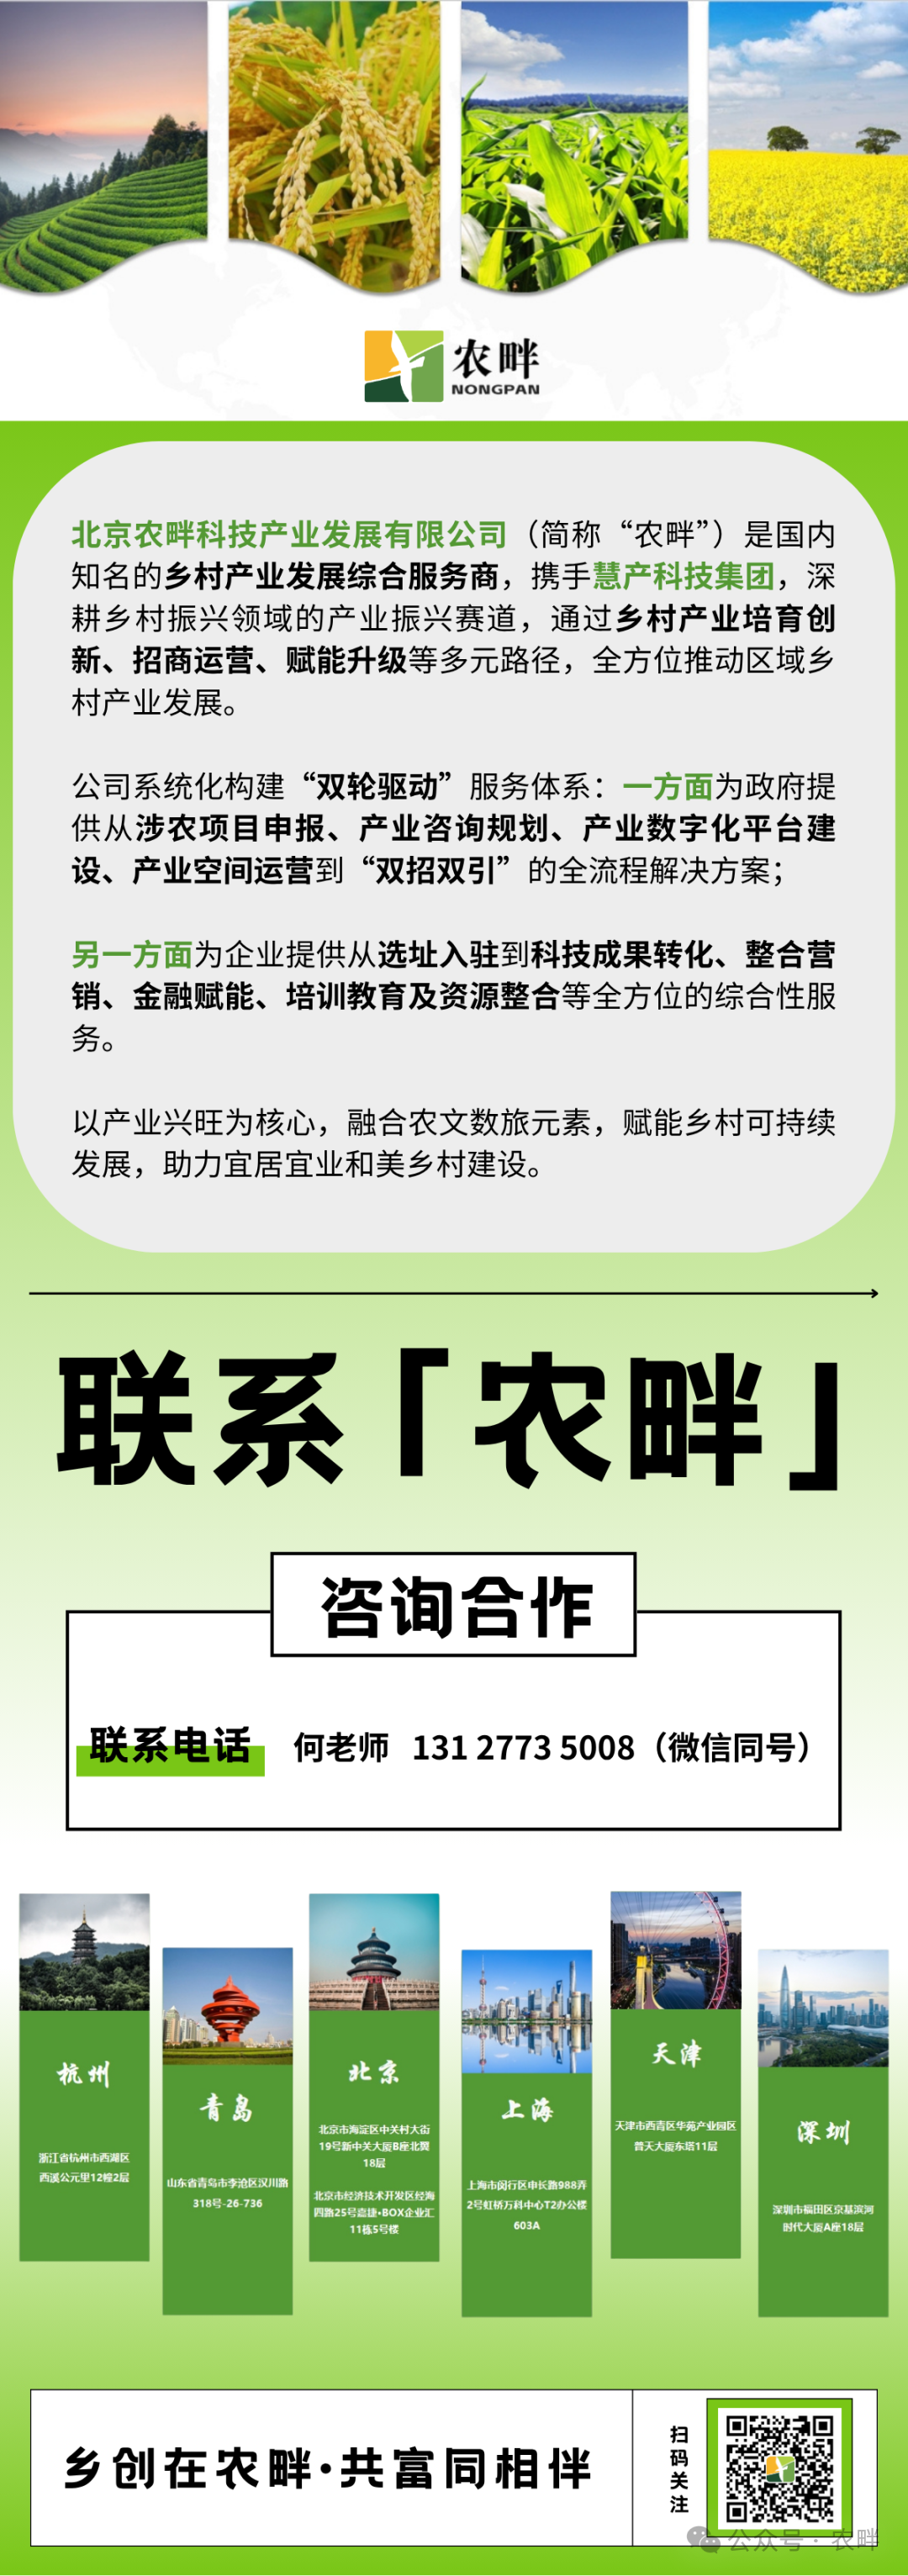 农畔
NONGPAN
北京农畔科技产业发展有限公司（简称“农畔”）是国内
知名的乡村产业发展综合服务商，携手慧产科技集团，深
耕乡村振兴领域的产业振兴赛道，通过乡村产业培育创
新、招商运营、赋能升级等多元路径，全方位推动区域乡
村产业发展。
公司系统化构建“双轮驱动”服务体系：一方面为政府提
供从涉农项目申报、产业咨询规划、产业数字化平台建
设、产业空间运营到“双招双引”的全流程解决方案；
另一方面为企业提供从选址入驻到科技成果转化、整合营
销、金融赋能、培训教育及资源整合等全方位的综合性服
务。
以产业兴旺为核心，融合农文数旅元素，赋能乡村可持续
发展，助力宜居宜业和美乡村建设。
联系「农畔」
咨询合作
联系电话 何老师 131 2773 5008（微信同号）
杭州
浙江省杭州市西湖区
西溪公元里12幢2层
青岛
山东省青岛市李沧区汉川路
318号-26-736
北京
北京市海淀区中关村大街
19号新中关大厦B座北翼
18层
北京市经济技术开发区经海
四路25号嘉捷·BOX企业汇
11栋5号楼
上海
上海市闵行区申长路988弄
2号虹桥万科中心T2办公楼
603A
天津
天津市西青区华苑产业园区
普天大厦东塔11层
深圳
深圳市福田区京基滨河
时代大厦A座18层
乡创在农畔·共富同相伴
扫码关注
公众号·农畔